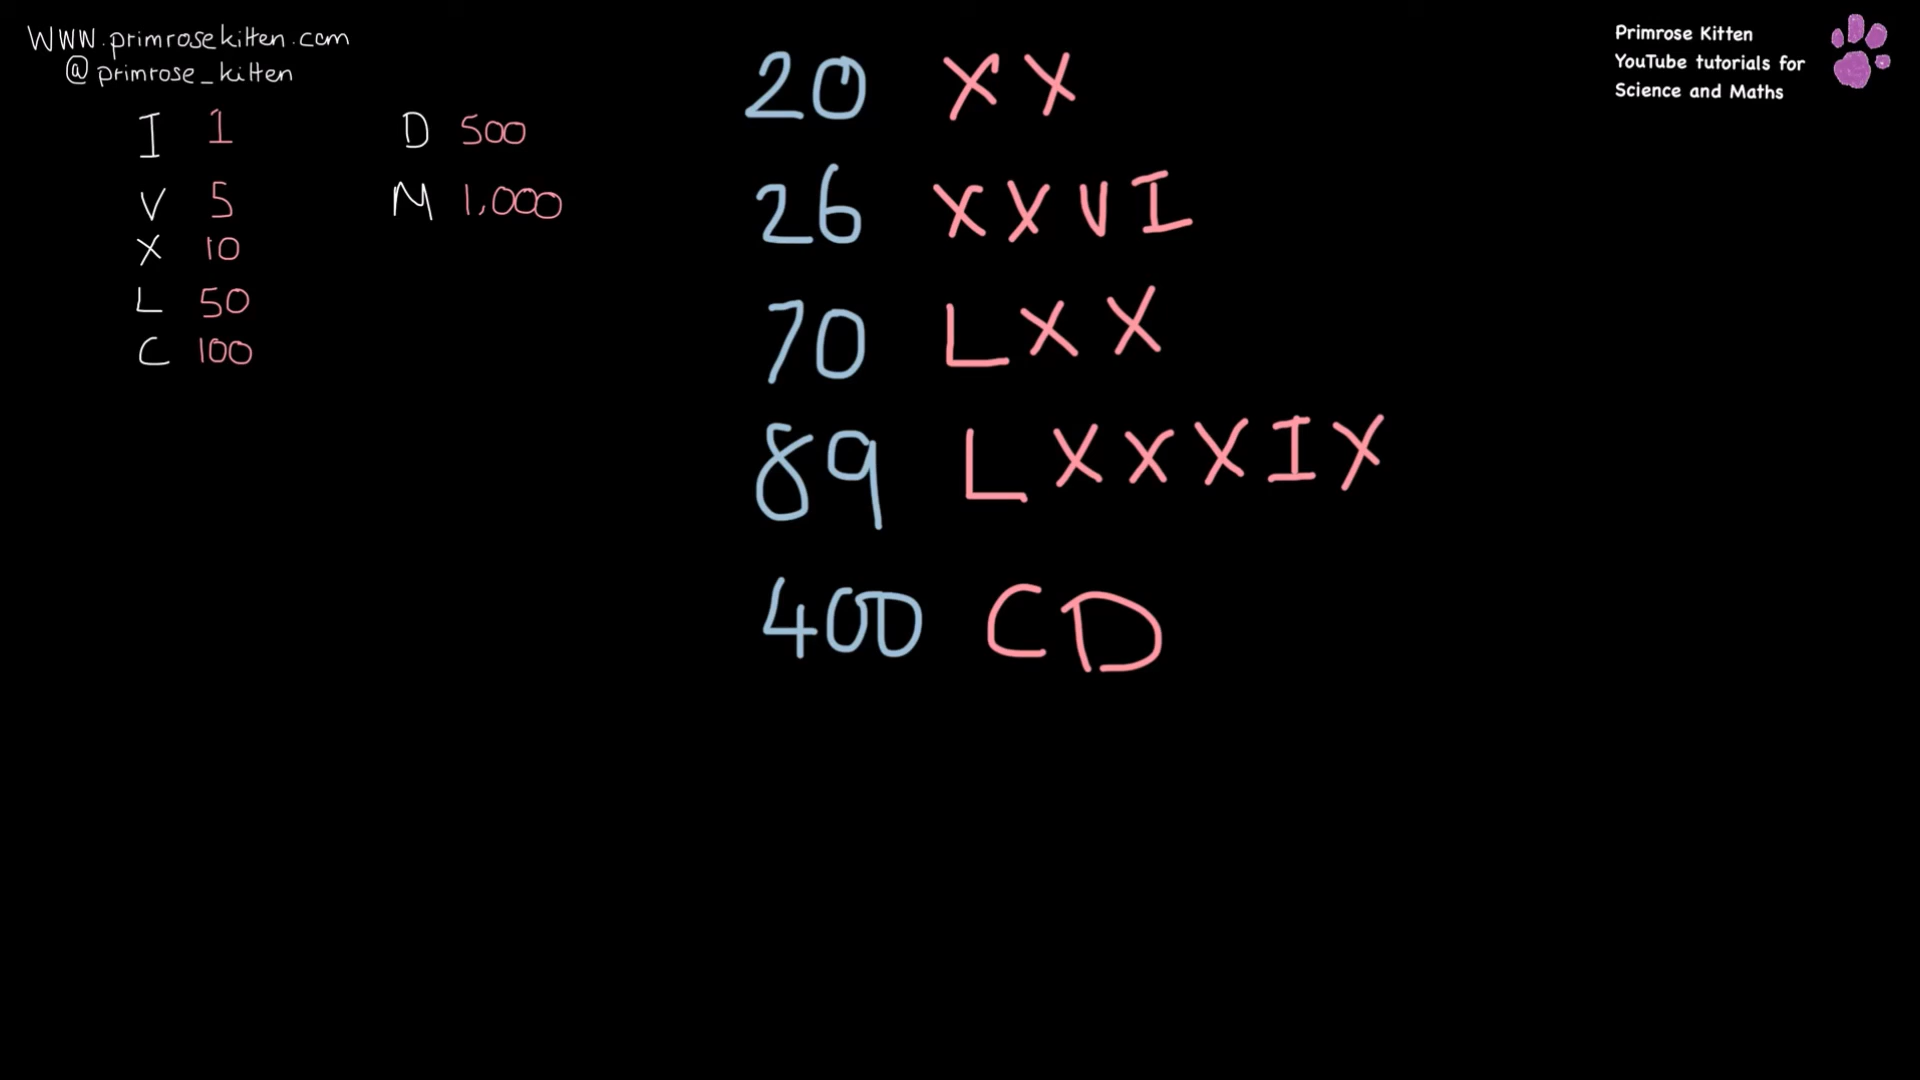 www.primrosekitten.com
@primrose_kitten
I 1
V 5
X 10
L 50
C 100
D 500
M 1,000
20 XX
26 XXVI
70 LXX
89 LXXXIX
400 CD
Primrose Kitten
YouTube tutorials for
Science and Maths